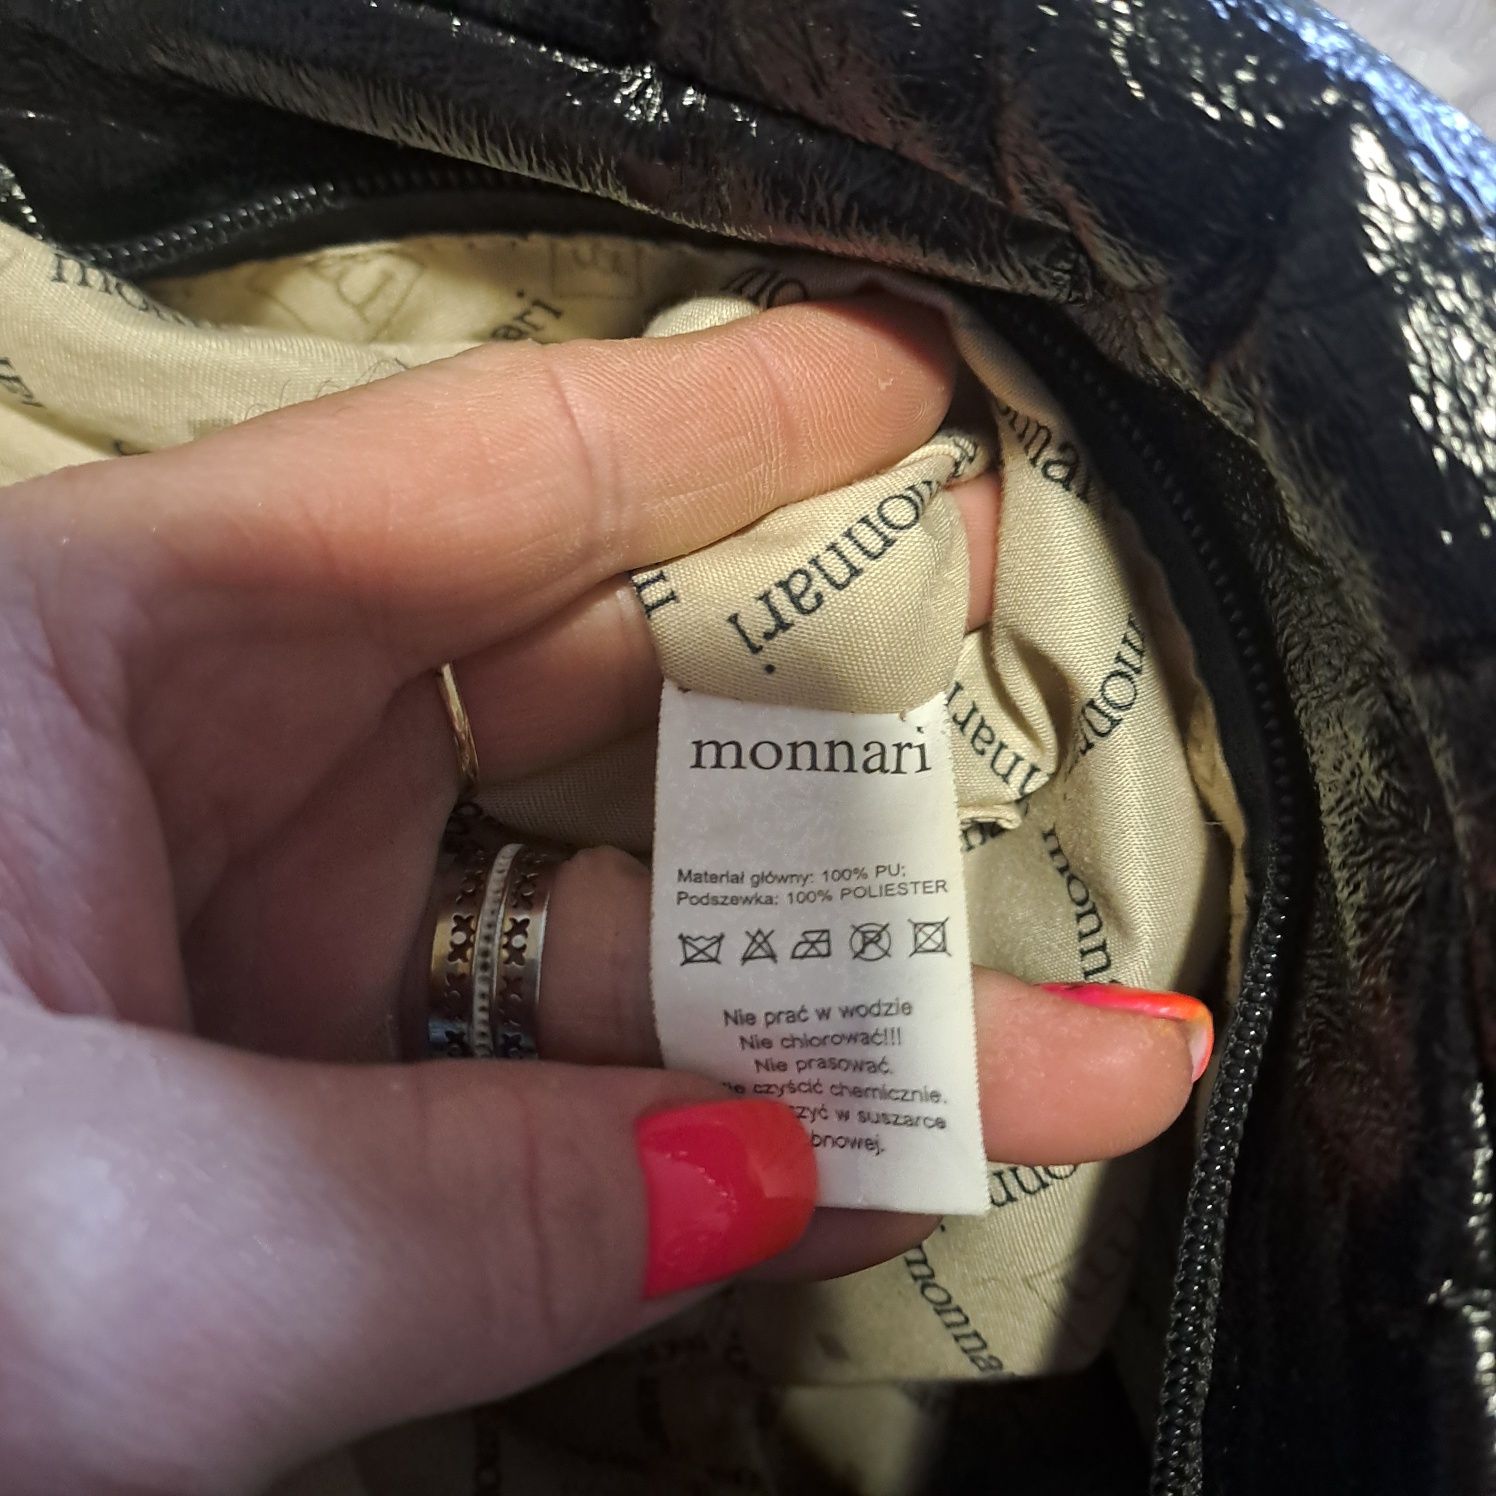 monnari
monnari
monnari
Materiał główny: 100% PU;
Podszewka: 100% POLIESTER
Nie prać w wodzie
Nie chlorować!!!
Nie prasować.
czyścić chemicznie.
w suszarce